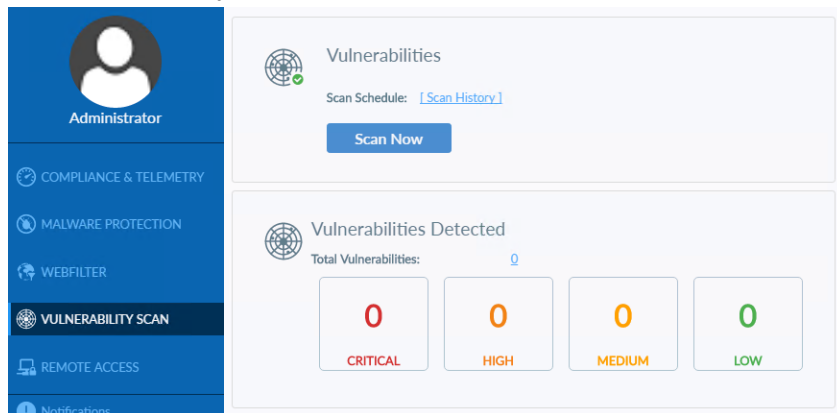 Administrator
COMPLIANCE & TELEMETRY
MALWARE PROTECTION
WEBFILTER
VULNERABILITY SCAN
REMOTE ACCESS
Notifications
Vulnerabilities
Scan Schedule: [ Scan History ]
Scan Now
Vulnerabilities Detected
Total Vulnerabilities: 0
0 0 0 0
CRITICAL HIGH MEDIUM LOW